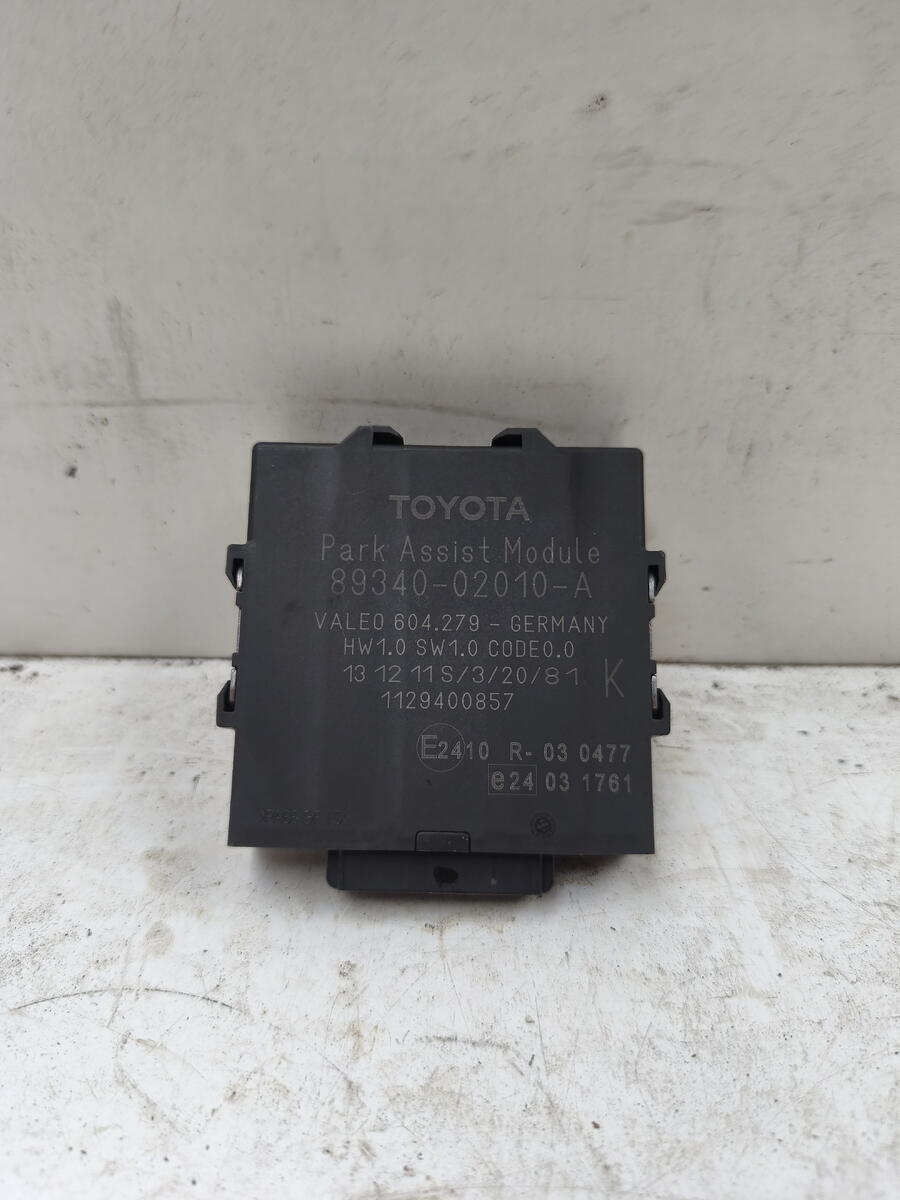 TOYOTA
Park Assist Module
89340-02010-A
VALEO 604.279 - GERMANY
HW1.0 SW1.0 CODE0.0
13 12 11 S/3/20/81 K
1129400857
E2410 R- 03 0477
e24 03 1761